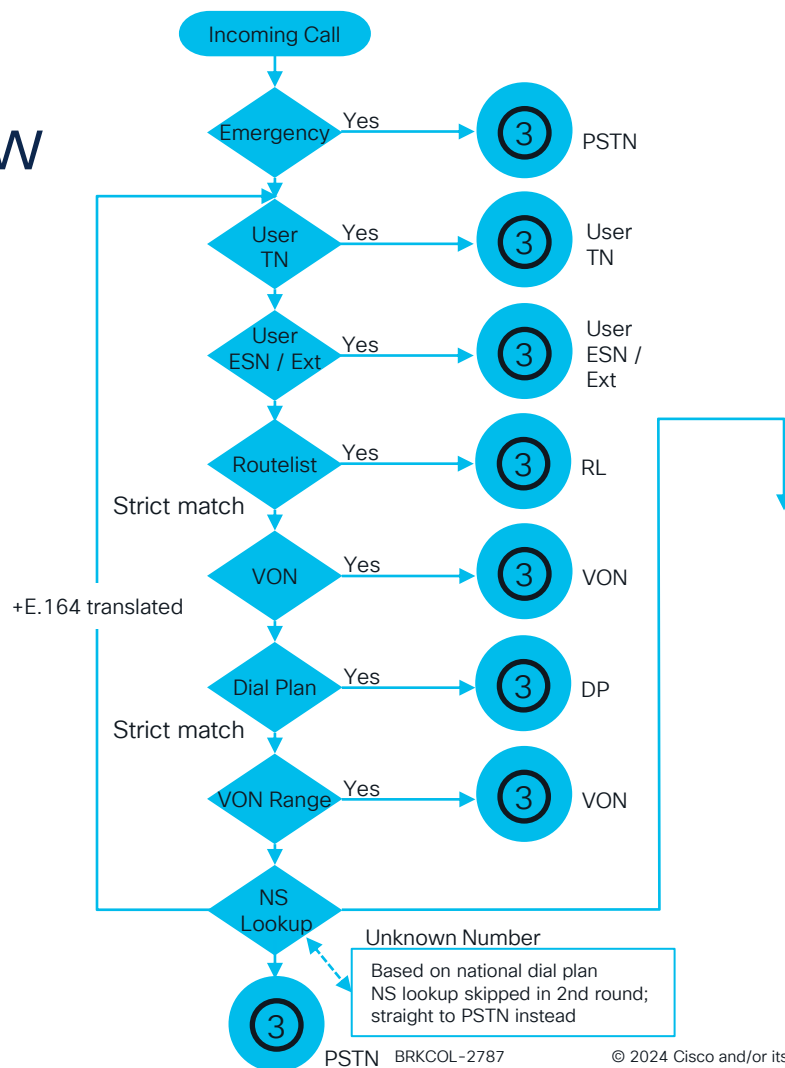 Incoming Call
w
Emergency
Yes
3
PSTN
User
TN
Yes
3
User
TN
User
ESN / Ext
Yes
3
User
ESN /
Ext
Routelist
Yes
3
RL
Strict match
VON
Yes
3
VON
+E.164 translated
Dial Plan
Yes
3
DP
Strict match
VON Range
Yes
3
VON
NS
Lookup
Unknown Number
Based on national dial plan
NS lookup skipped in 2nd round;
straight to PSTN instead
3
PSTN
BRKCOL-2787
© 2024 Cisco and/or its